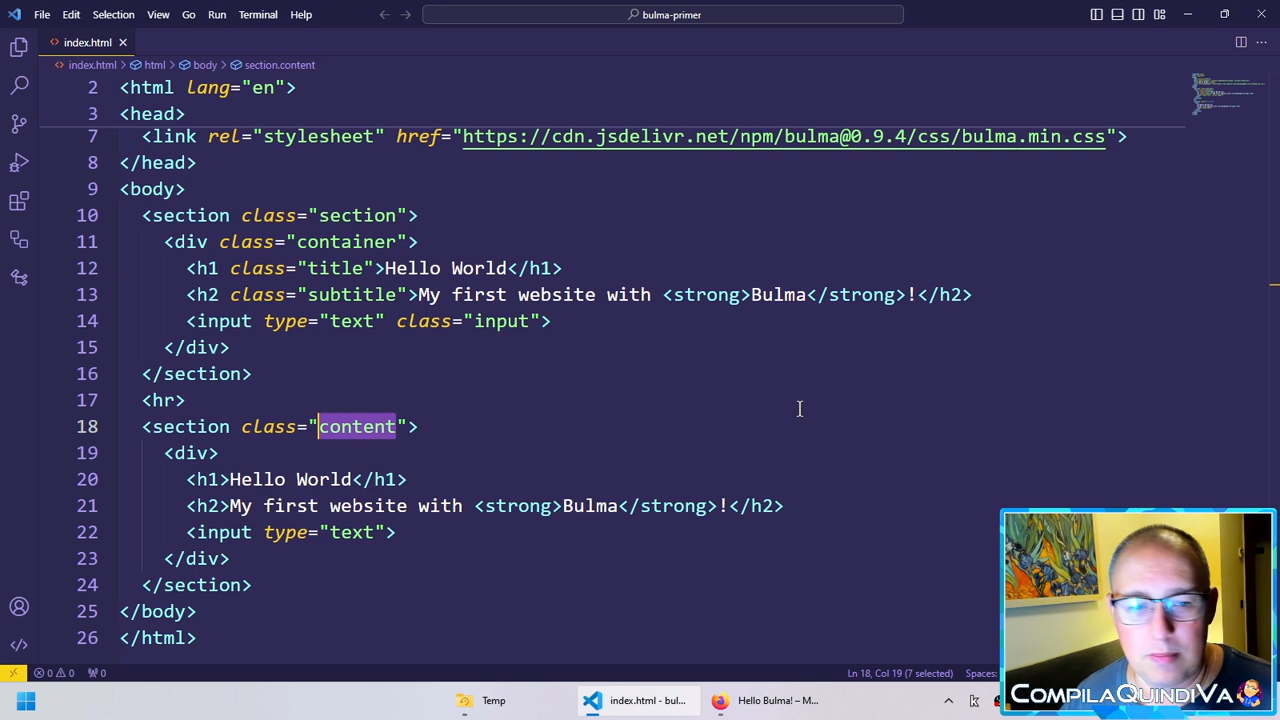 File Edit Selection View Go Run Terminal Help
bulma-primer
index.html
index.html > html > body > section.content
2 <html lang="en">
3 <head>
7 <link rel="stylesheet" href="https://cdn.jsdelivr.net/npm/bulma@0.9.4/css/bulma.min.css">
8 </head>
9 <body>
10 <section class="section">
11 <div class="container">
12 <h1 class="title">Hello World</h1>
13 <h2 class="subtitle">My first website with <strong>Bulma</strong>!</h2>
14 <input type="text" class="input">
15 </div>
16 </section>
17 <hr>
18 <section class="content">
19 <div>
20 <h1>Hello World</h1>
21 <h2>My first website with <strong>Bulma</strong>!</h2>
22 <input type="text">
23 </div>
24 </section>
25 </body>
26 </html>
COMPILAQUINDIVA
0 0 0 Ln 18, Col 19 (7 selected) Spaces:
Temp index.html - bul... Hello Bulma! – M...